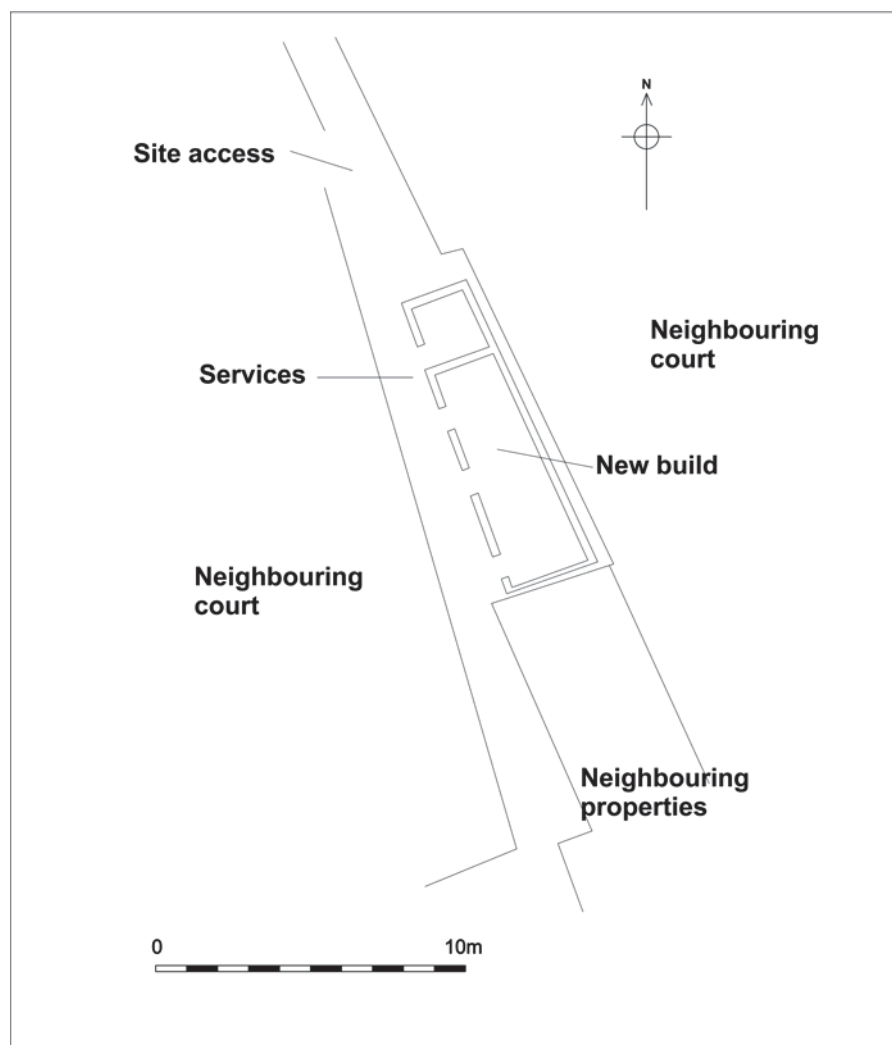 N
Site access
Neighbouring
court
Services
New build
Neighbouring
court
Neighbouring
properties
0 10m